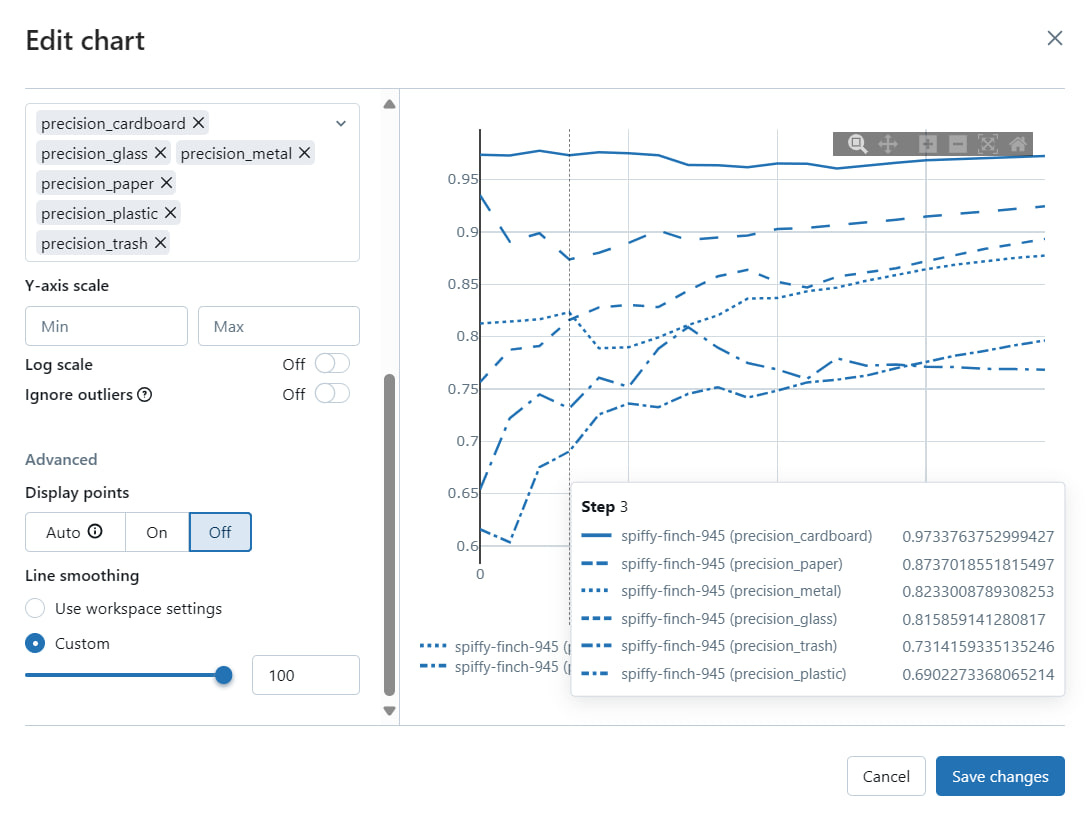 Edit chart
precision_cardboard
precision_glass precision_metal
precision_paper
precision_plastic
precision_trash
Y-axis scale
Min Max
Log scale Off
Ignore outliers Off
Advanced
Display points
Auto On Off
Line smoothing
Use workspace settings
Custom
100
0.95
0.9
0.85
0.8
0.75
0.7
0.65
0.6
0
Step 3
spiffy-finch-945 (precision_cardboard) 0.9733763752999427
spiffy-finch-945 (precision_paper) 0.8737018551815497
spiffy-finch-945 (precision_metal) 0.8233008789308253
spiffy-finch-945 (precision_glass) 0.815859141280817
spiffy-finch-945 (precision_trash) 0.7314159335135246
spiffy-finch-945 (precision_plastic) 0.6902273368065214
spiffy-finch-945 (
spiffy-finch-945 (
Cancel Save changes